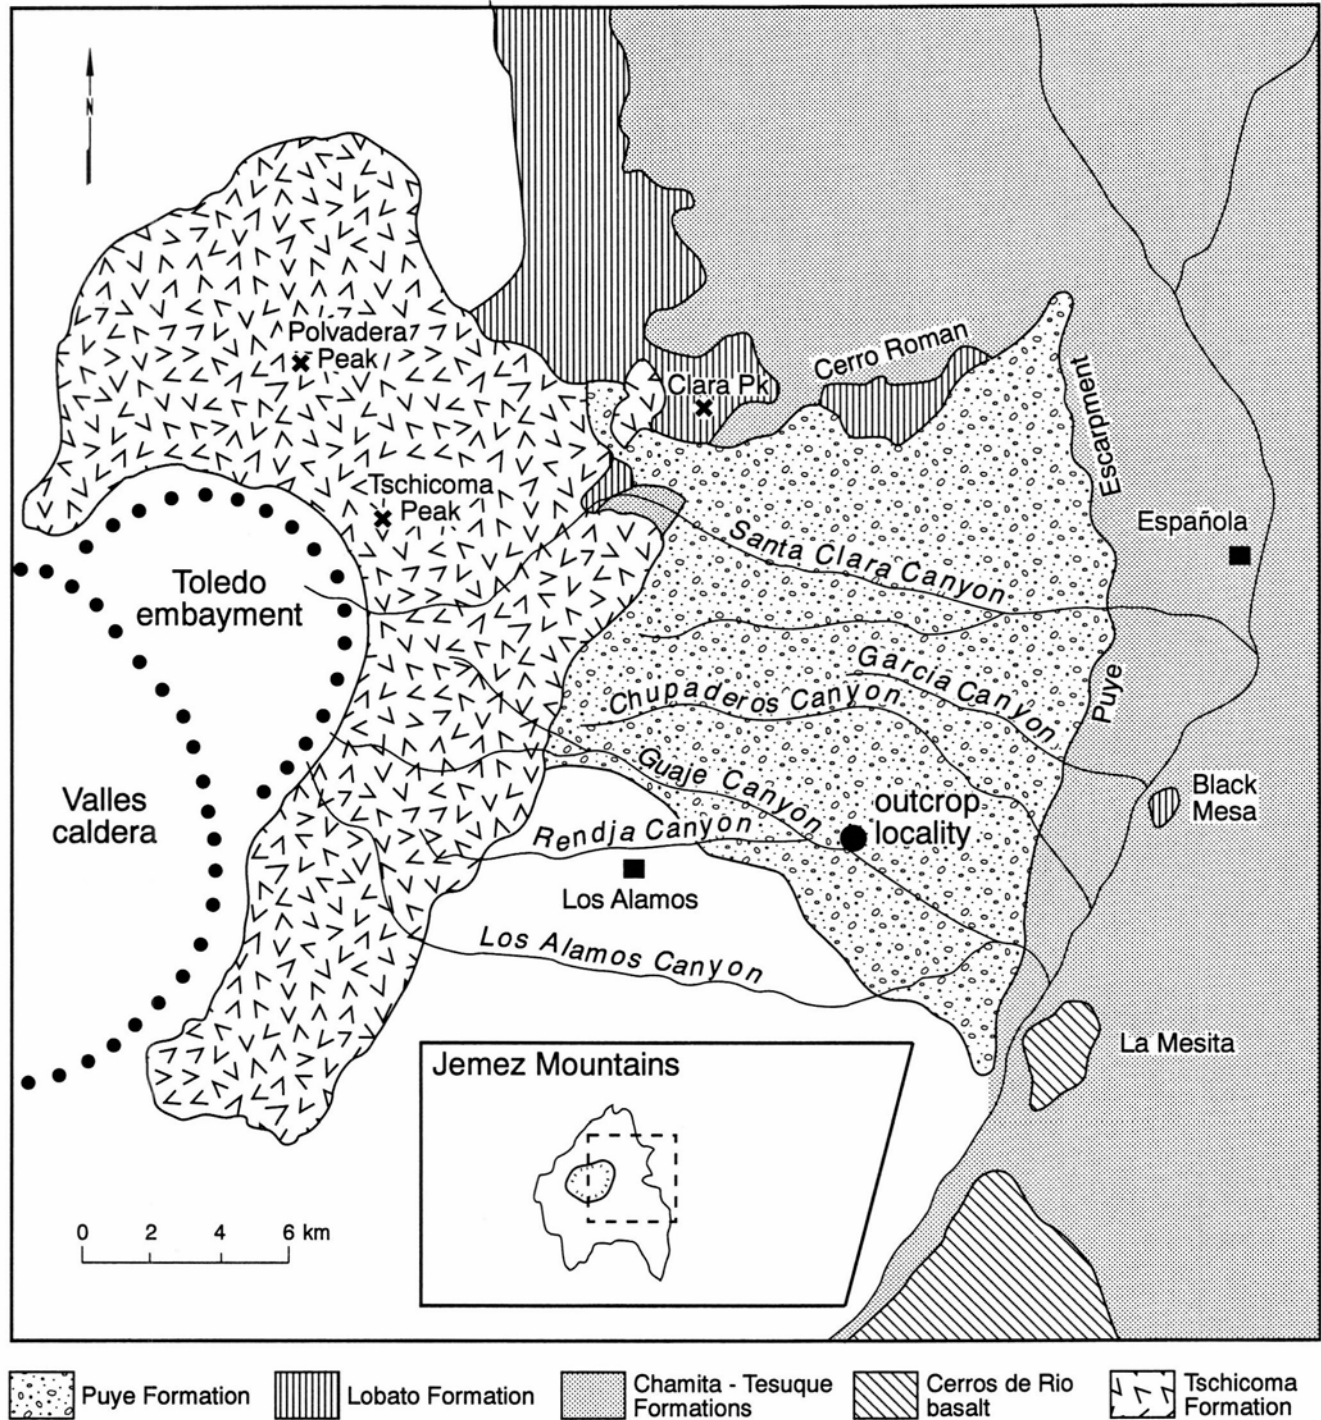 N
Polvadera
Peak
Clara Pk
Cerro Roman
Escarpment
Tschicoma
Peak
Española
Toledo
embayment
Santa Clara Canyon
Garcia Canyon
Puye
Chupaderos Canyon
Guaje Canyon
Valles
caldera
outcrop
locality
Black
Mesa
Rendja Canyon
Los Alamos
Los Alamos Canyon
La Mesita
Jemez Mountains
0 2 4 6 km
Puye Formation
Lobato Formation
Chamita - Tesuque
Formations
Cerros de Rio
basalt
Tschicoma
Formation